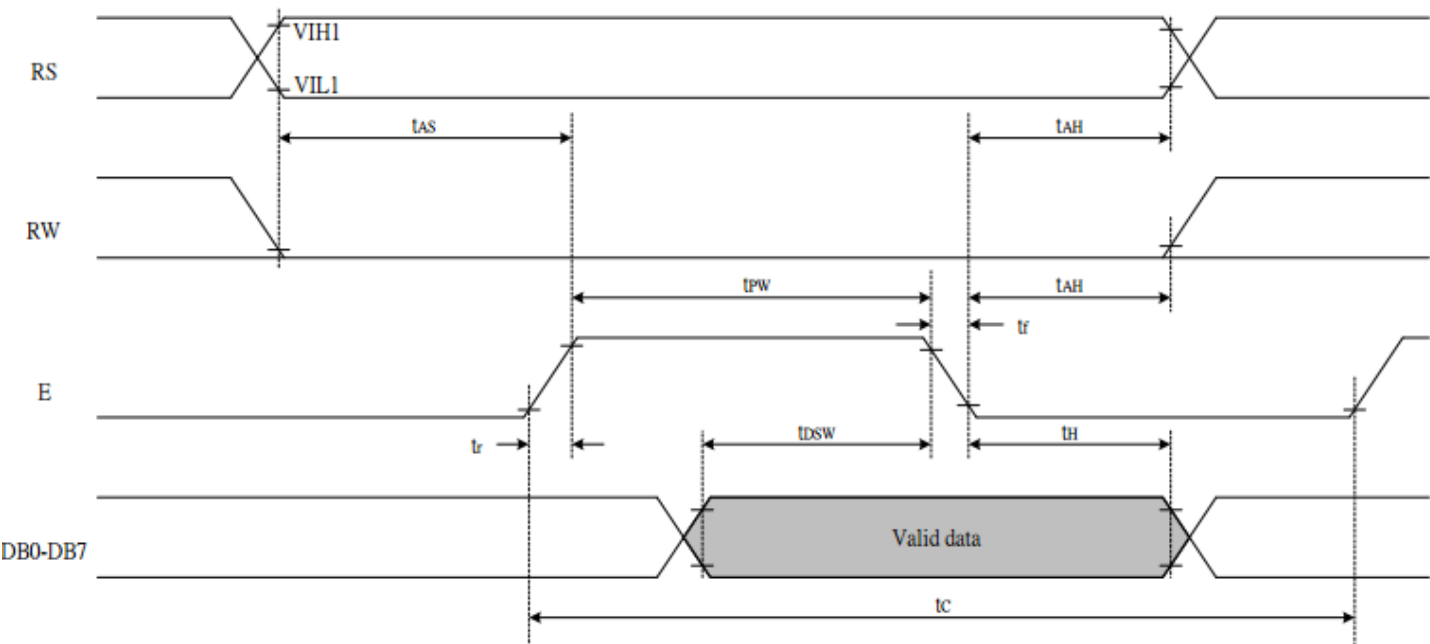 VIH1
RS
VIL1
tAS
tAH
RW
tPW
tAH
tf
E
tr
tDSW
tH
Valid data
DB0-DB7
tC